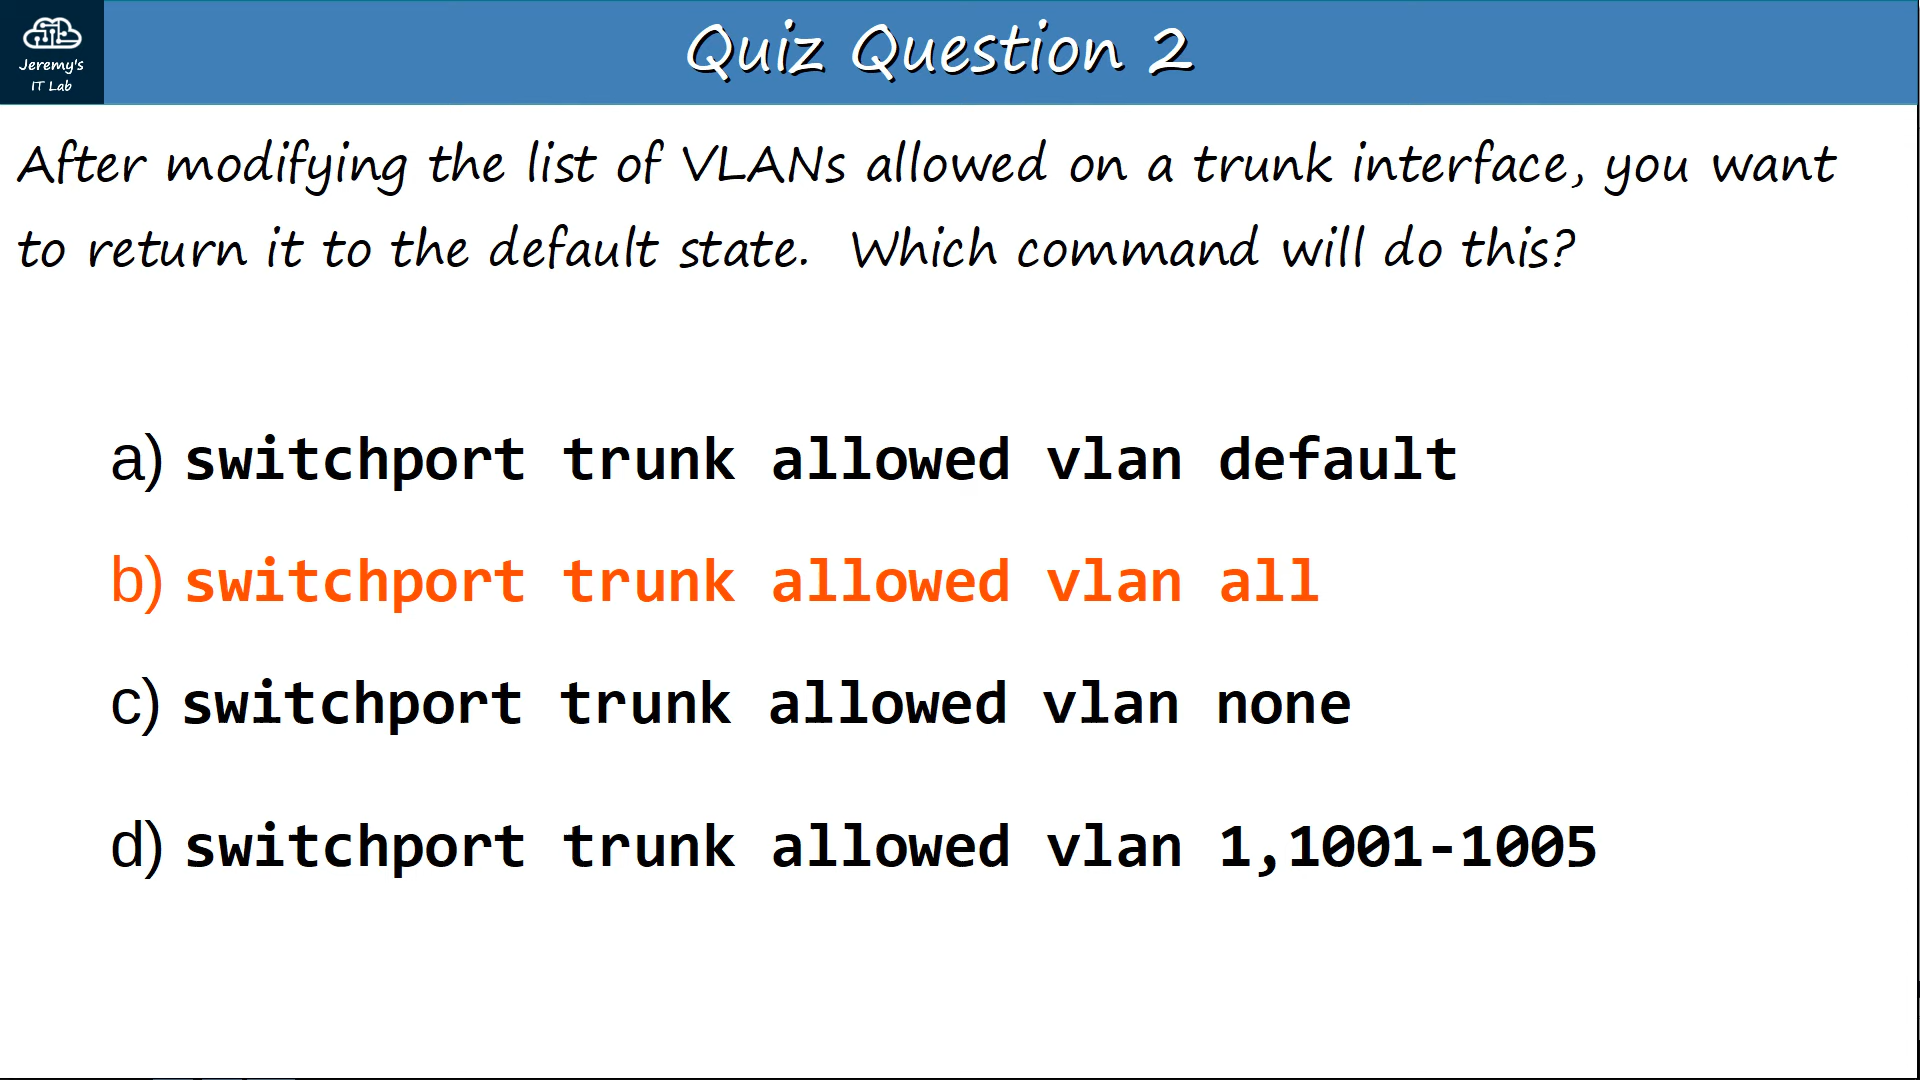 Jeremy's
IT Lab
Quiz Question 2
After modifying the list of VLANs allowed on a trunk interface, you want
to return it to the default state. Which command will do this?
a) switchport trunk allowed vlan default
b) switchport trunk allowed vlan all
c) switchport trunk allowed vlan none
d) switchport trunk allowed vlan 1,1001-1005